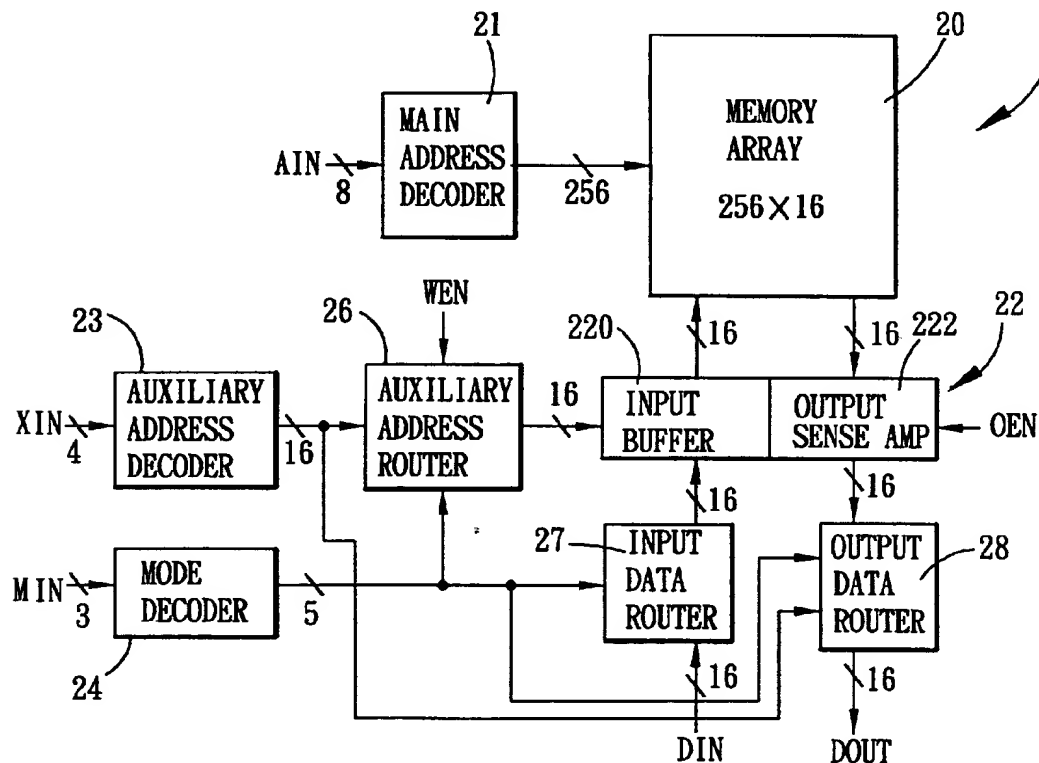 21
20
MAIN
ADDRESS
DECODER
MEMORY
ARRAY
256×16
AIN
8
256
WEN
23
26
220
16
16
222
22
AUXILIARY
ADDRESS
DECODER
AUXILIARY
ADDRESS
ROUTER
INPUT
BUFFER
OUTPUT
SENSE AMP
XIN
4
16
16
OEN
16
16
MIN
3
MODE
DECODER
5
27
INPUT
DATA
ROUTER
OUTPUT
DATA
ROUTER
28
24
16
16
DIN
DOUT